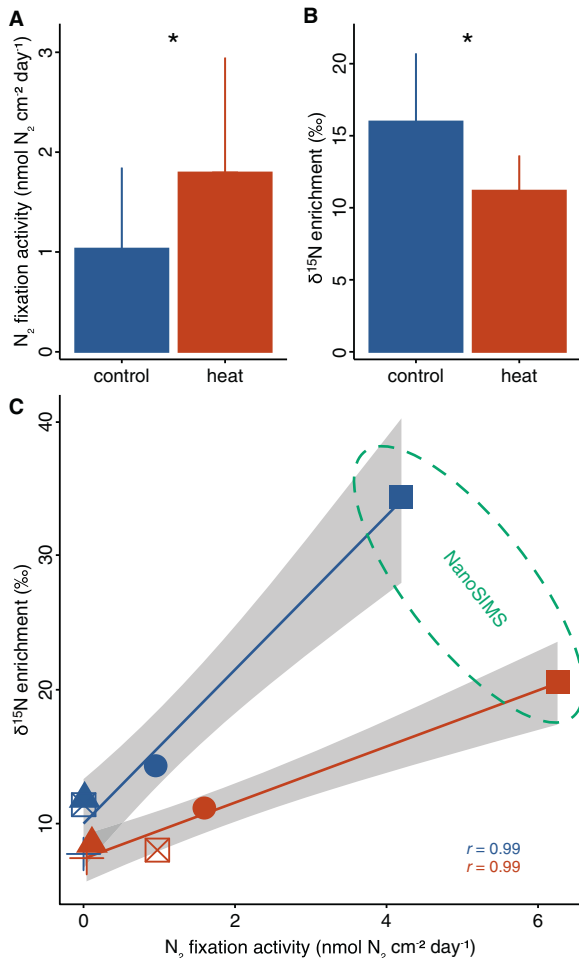 A
N₂ fixation activity (nmol N₂ cm⁻² day⁻¹)
3
2
1
0
*
control
heat
B
δ¹⁵N enrichment (‰)
20
15
10
5
0
*
control
heat
C
δ¹⁵N enrichment (‰)
40
30
20
10
NanoSIMS
r = 0.99
r = 0.99
0
2
4
6
N₂ fixation activity (nmol N₂ cm⁻² day⁻¹)